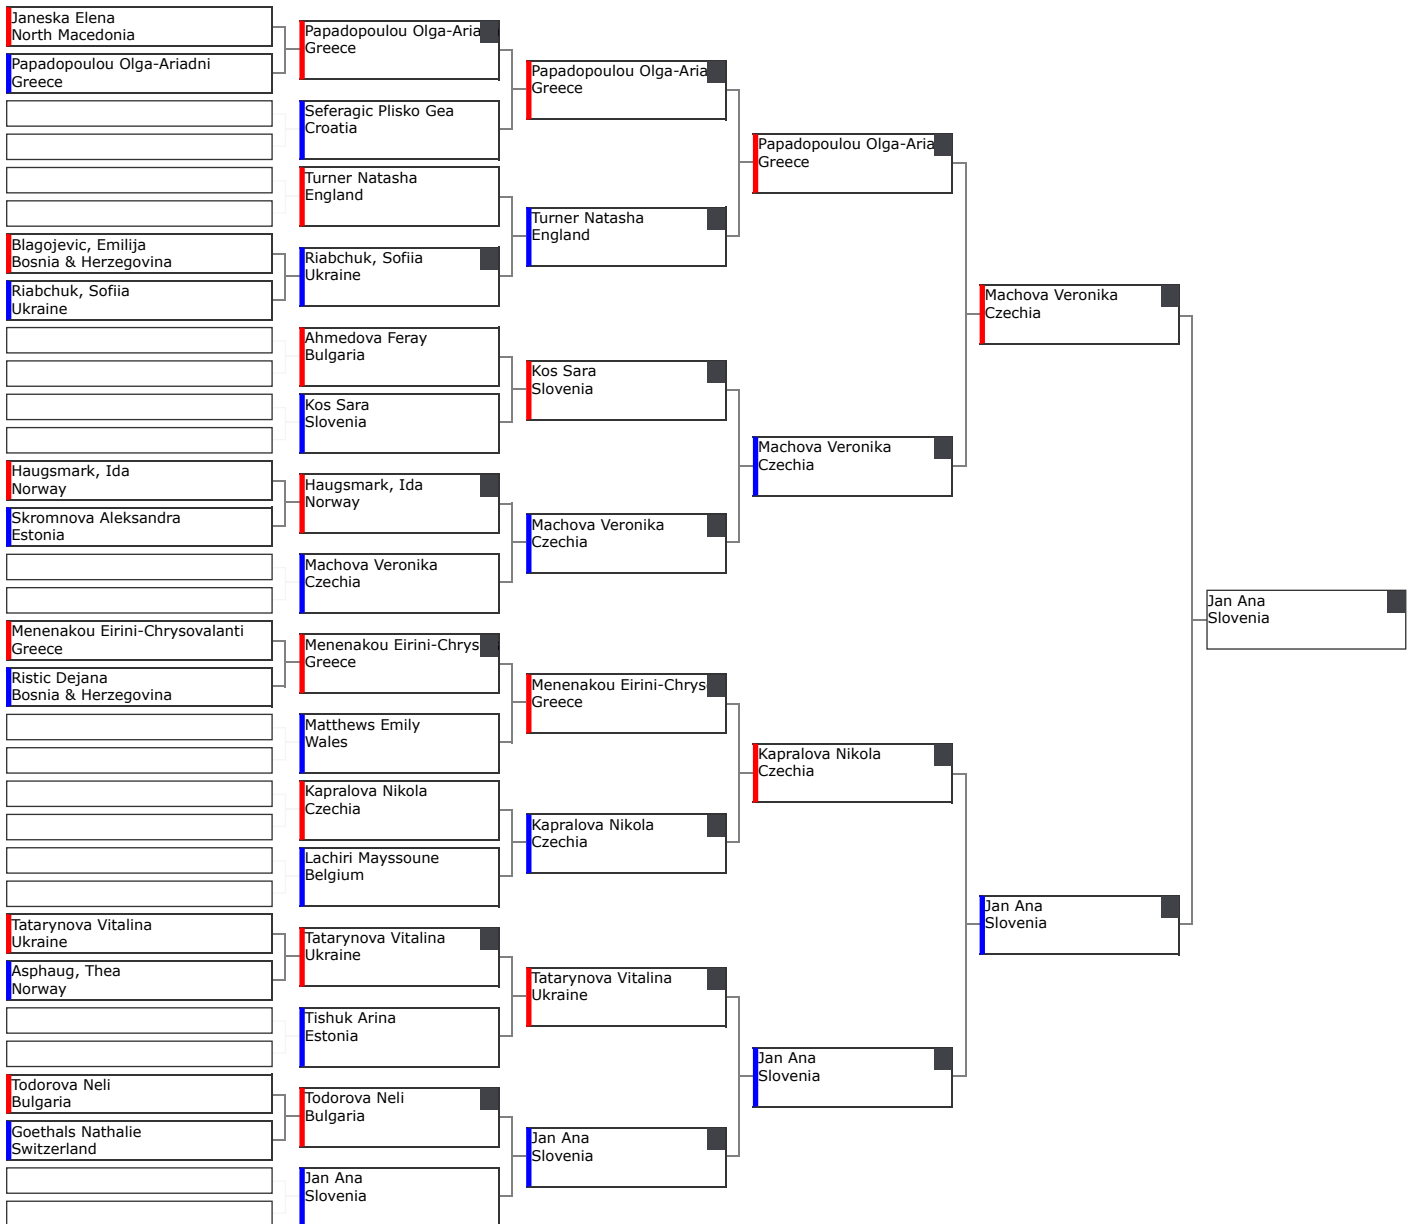 Janeska Elena
North Macedonia
Papadopoulou Olga-Ariadni
Greece
Blagojevic, Emilija
Bosnia & Herzegovina
Riabchuk, Sofiia
Ukraine
Haugsmark, Ida
Norway
Skromnova Aleksandra
Estonia
Menenakou Eirini-Chrysovalanti
Greece
Ristic Dejana
Bosnia & Herzegovina
Tatarynova Vitalina
Ukraine
Asphaug, Thea
Norway
Todorova Neli
Bulgaria
Goethals Nathalie
Switzerland
Papadopoulou Olga-Aria
Greece
Seferagic Plisko Gea
Croatia
Turner Natasha
England
Riabchuk, Sofiia
Ukraine
Ahmedova Feray
Bulgaria
Kos Sara
Slovenia
Haugsmark, Ida
Norway
Machova Veronika
Czechia
Menenakou Eirini-Chrys
Greece
Matthews Emily
Wales
Kapralova Nikola
Czechia
Lachiri Mayssoune
Belgium
Tatarynova Vitalina
Ukraine
Tishuk Arina
Estonia
Todorova Neli
Bulgaria
Jan Ana
Slovenia
Papadopoulou Olga-Aria
Greece
Turner Natasha
England
Kos Sara
Slovenia
Machova Veronika
Czechia
Menenakou Eirini-Chrys
Greece
Kapralova Nikola
Czechia
Tatarynova Vitalina
Ukraine
Jan Ana
Slovenia
Papadopoulou Olga-Aria
Greece
Machova Veronika
Czechia
Kapralova Nikola
Czechia
Jan Ana
Slovenia
Machova Veronika
Czechia
Jan Ana
Slovenia
Jan Ana
Slovenia